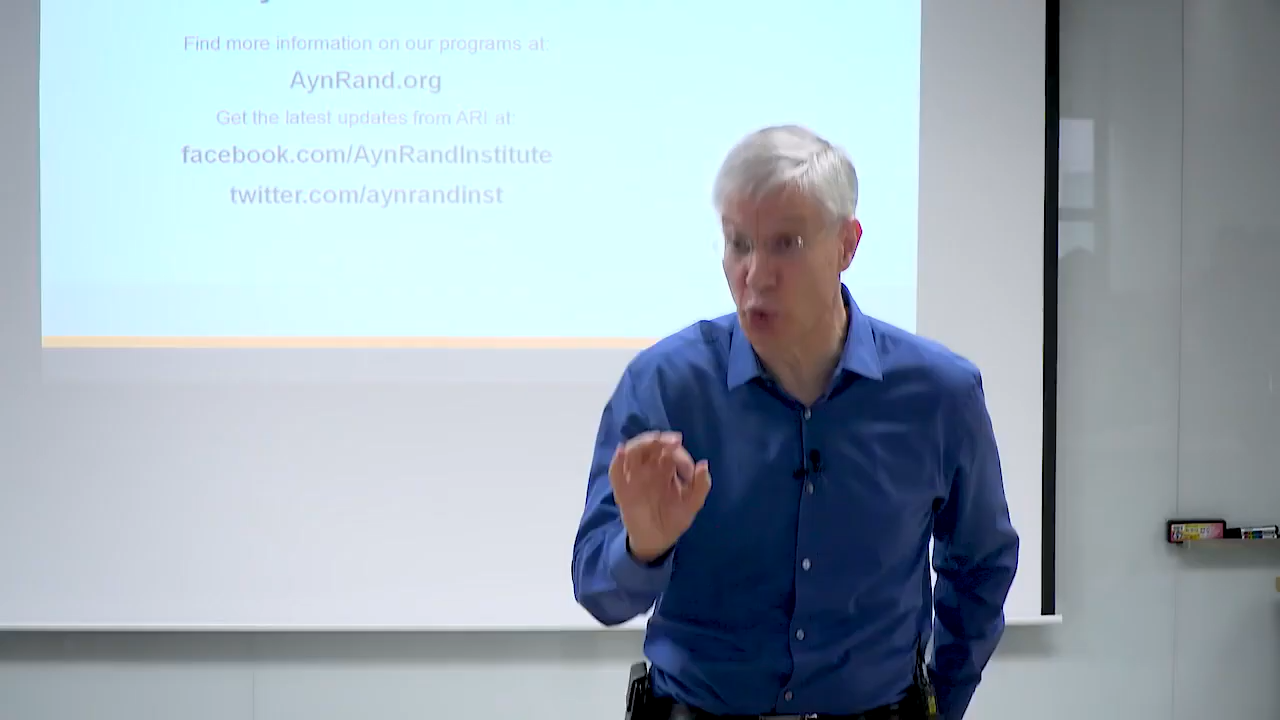 Find more information on our programs at:
AynRand.org
Get the latest updates from ARI at:
facebook.com/AynRandInstitute
twitter.com/aynrandinst